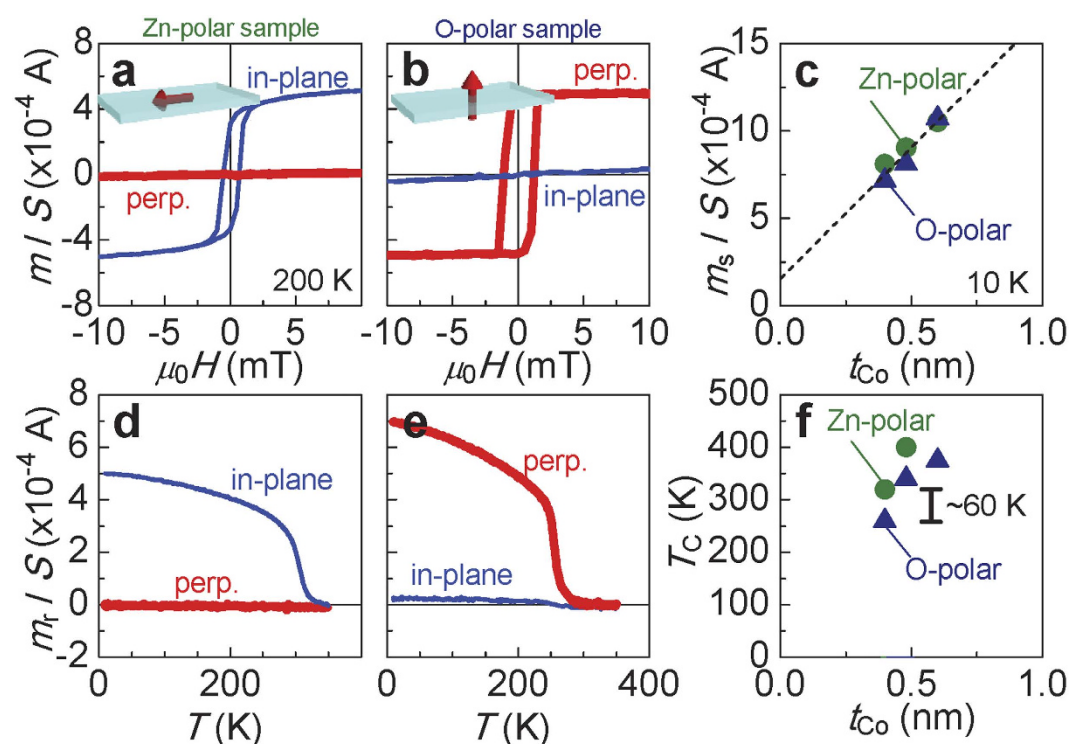 Zn-polar sample
O-polar sample
a
in-plane
perp.
200 K
8
4
0
-4
-8
m / S (x10⁻⁴ A)
-10 -5 0 5
μ₀H (mT)
b
perp.
in-plane
-10 -5 0 5 10
μ₀H (mT)
c
Zn-polar
O-polar
10 K
15
10
5
0
mₛ / S (x10⁻⁴ A)
0.0 0.5 1.0
t_Co (nm)
d
in-plane
perp.
8
6
4
2
0
-2
mᵣ / S (x10⁻⁴ A)
0 200
T (K)
e
perp.
in-plane
0 200 400
T (K)
f
Zn-polar
~60 K
O-polar
500
400
300
200
100
0
T_C (K)
0.0 0.5 1.0
t_Co (nm)